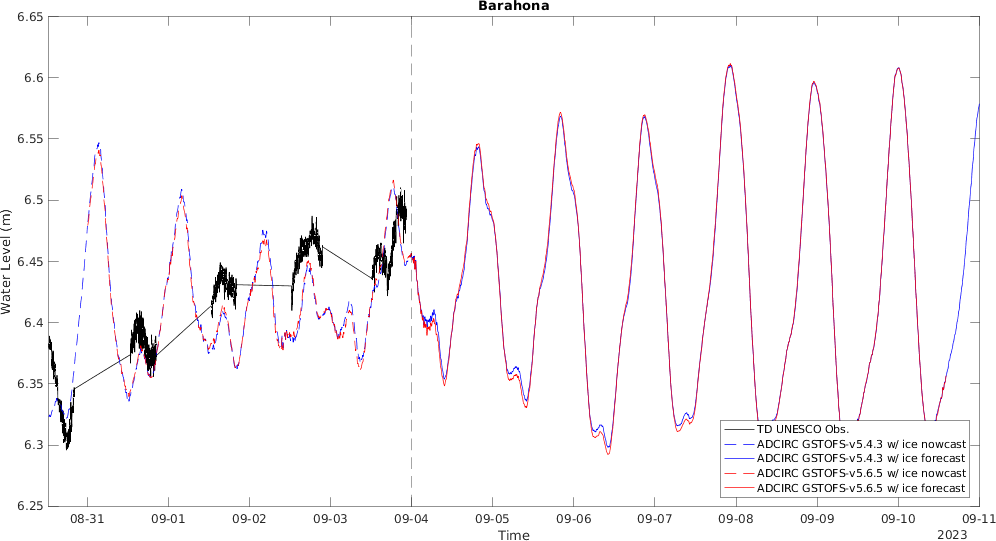 Barahona
6.65
6.6
6.55
6.5
6.45
6.4
6.35
6.3
6.25
Water Level (m)
TD UNESCO Obs.
ADCIRC GSTOFS-v5.4.3 w/ ice nowcast
ADCIRC GSTOFS-v5.4.3 w/ ice forecast
ADCIRC GSTOFS-v5.6.5 w/ ice nowcast
ADCIRC GSTOFS-v5.6.5 w/ ice forecast
08-31 09-01 09-02 09-03 09-04 09-05 09-06 09-07 09-08 09-09 09-10 09-11
Time
2023